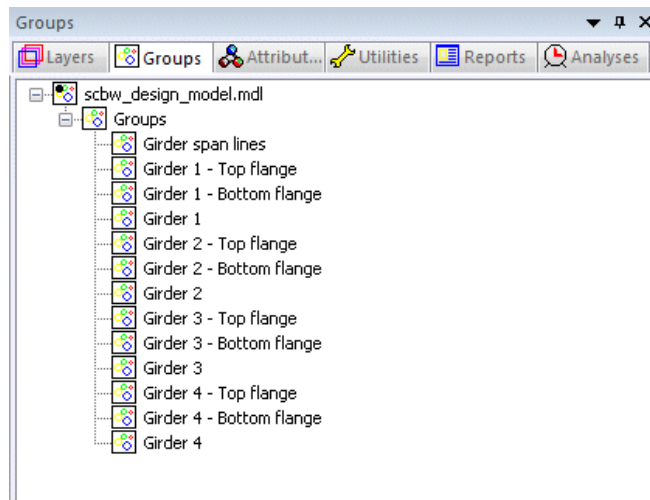 Groups
Layers Groups Attribut... Utilities Reports Analyses
scbw_design_model.mdl
Groups
Girder span lines
Girder 1 - Top flange
Girder 1 - Bottom flange
Girder 1
Girder 2 - Top flange
Girder 2 - Bottom flange
Girder 2
Girder 3 - Top flange
Girder 3 - Bottom flange
Girder 3
Girder 4 - Top flange
Girder 4 - Bottom flange
Girder 4